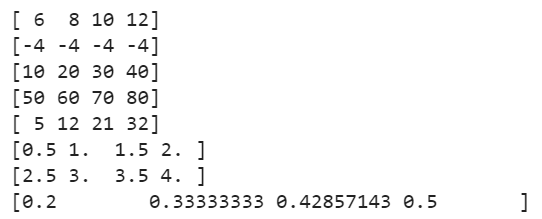 [ 6  8 10 12]
[-4 -4 -4 -4]
[10 20 30 40]
[50 60 70 80]
[ 5 12 21 32]
[0.5 1.  1.5 2. ]
[2.5 3.  3.5 4. ]
[0.2        0.33333333 0.42857143 0.5       ]